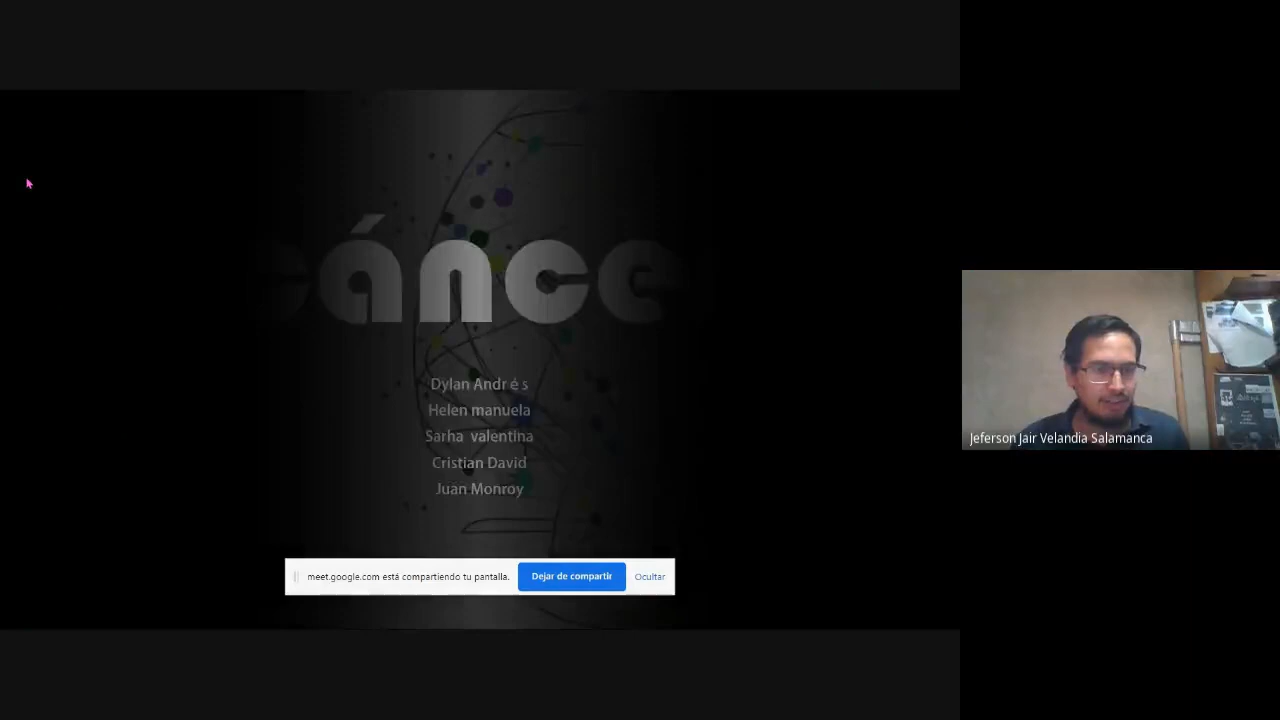 cáncer
Dylan Andr é s
Helen manuela
Sarha valentina
Cristian David
Juan Monroy
meet.google.com está compartiendo tu pantalla. Dejar de compartir Ocultar
Jeferson Jair Velandia Salamanca